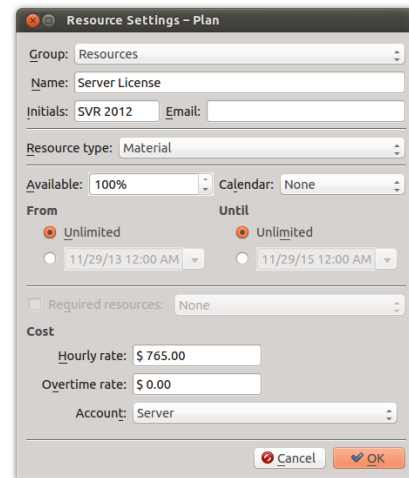 Resource Settings – Plan
Group: Resources
Name: Server License
Initials: SVR 2012 Email:
Resource type: Material
Available: 100% Calendar: None
From Until
Unlimited Unlimited
11/29/13 12:00 AM 11/29/15 12:00 AM
Required resources: None
Cost
Hourly rate: $ 765.00
Overtime rate: $ 0.00
Account: Server
Cancel OK